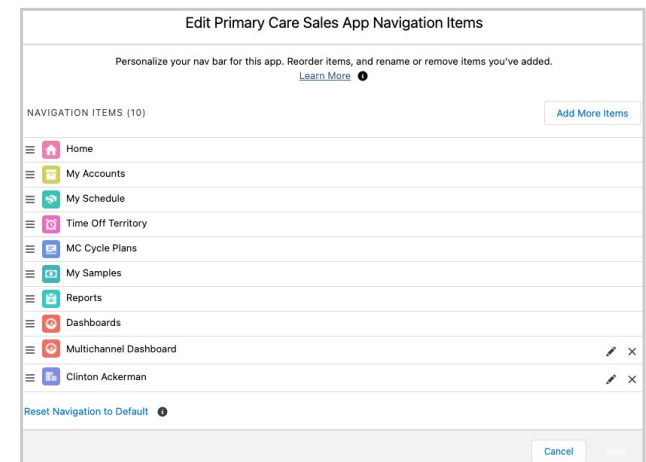 Edit Primary Care Sales App Navigation Items
Personalize your nav bar for this app. Reorder items, and rename or remove items you've added.
Learn More
NAVIGATION ITEMS (10)
Add More Items
Home
My Accounts
My Schedule
Time Off Territory
MC Cycle Plans
My Samples
Reports
Dashboards
Multichannel Dashboard
Clinton Ackerman
Reset Navigation to Default
Cancel
Save